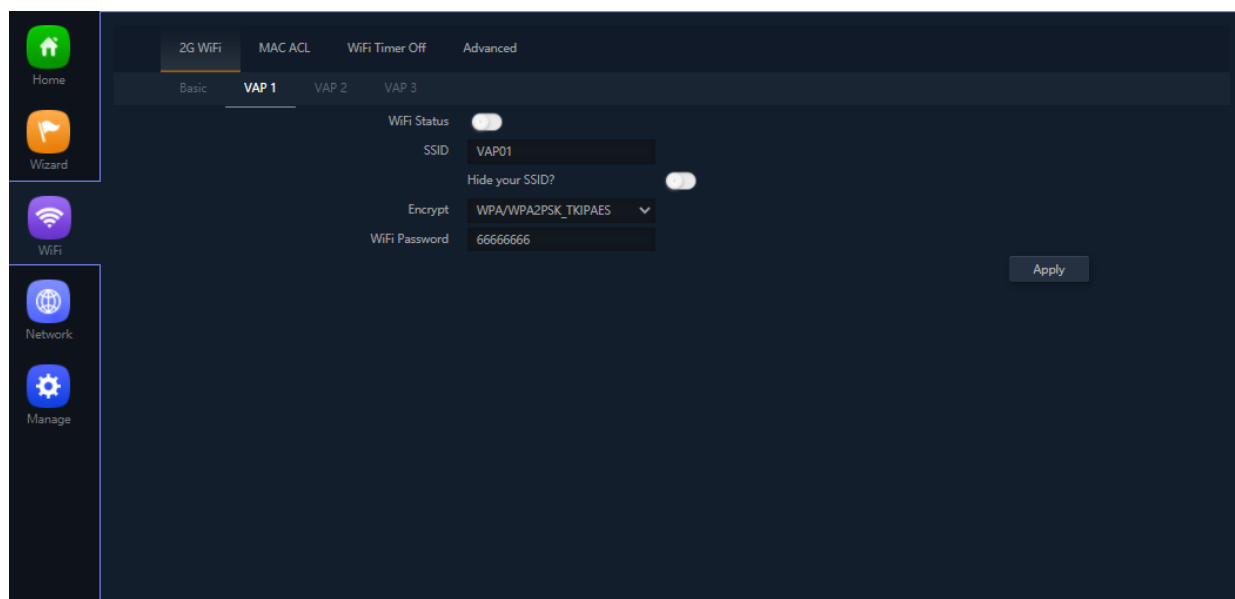 Home
Wizard
WiFi
Network
Manage
2G WiFi MAC ACL WiFi Timer Off Advanced
Basic VAP 1 VAP 2 VAP 3
WiFi Status
SSID VAP01
Hide your SSID?
Encrypt WPA/WPA2PSK_TKIPAES
WiFi Password 66666666
Apply